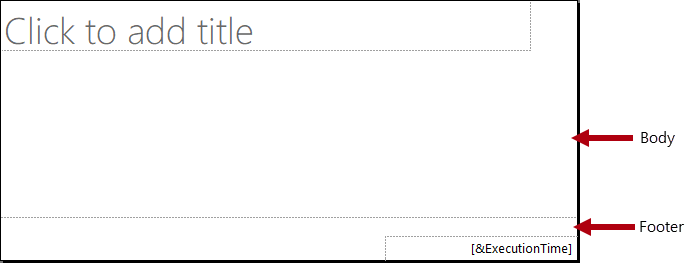 Click to add title
Body
Footer
[&ExecutionTime]